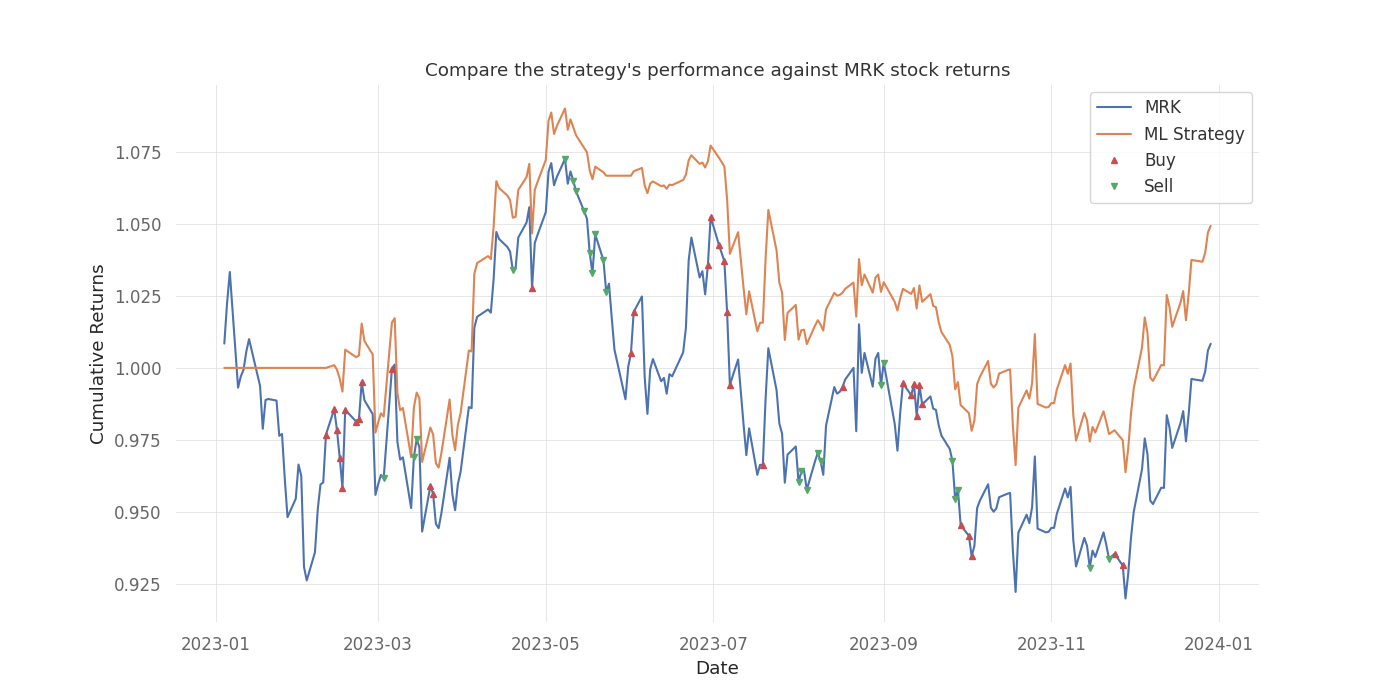 Compare the strategy's performance against MRK stock returns
MRK
ML Strategy
Buy
Sell
Cumulative Returns
1.075
1.050
1.025
1.000
0.975
0.950
0.925
2023-01 2023-03 2023-05 2023-07 2023-09 2023-11 2024-01
Date